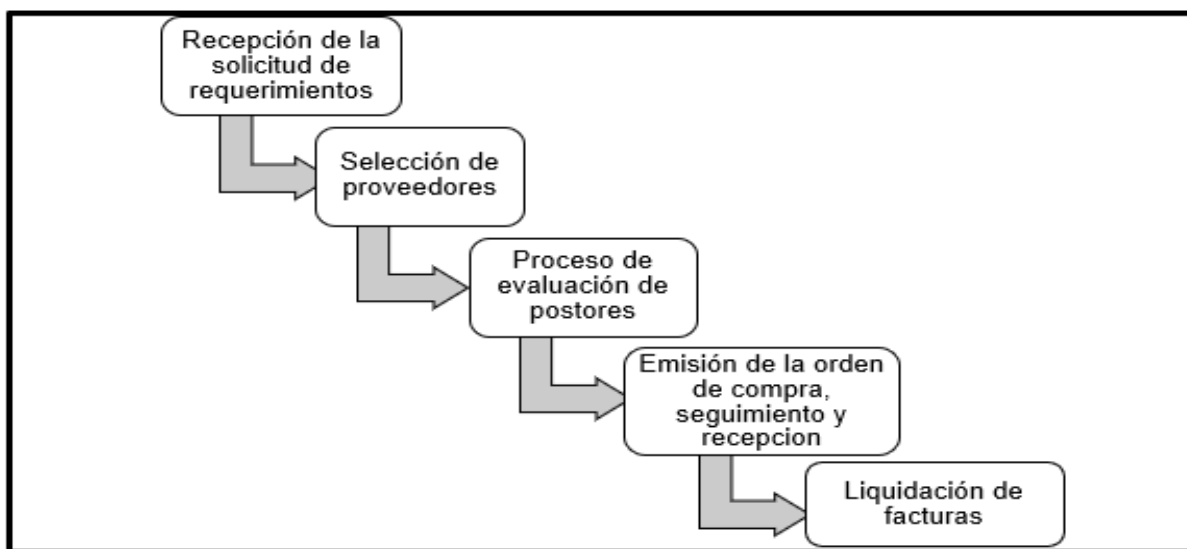 Recepción de la
solicitud de
requerimientos
Selección de
proveedores
Proceso de
evaluación de
postores
Emisión de la orden
de compra,
seguimiento y
recepcion
Liquidación de
facturas